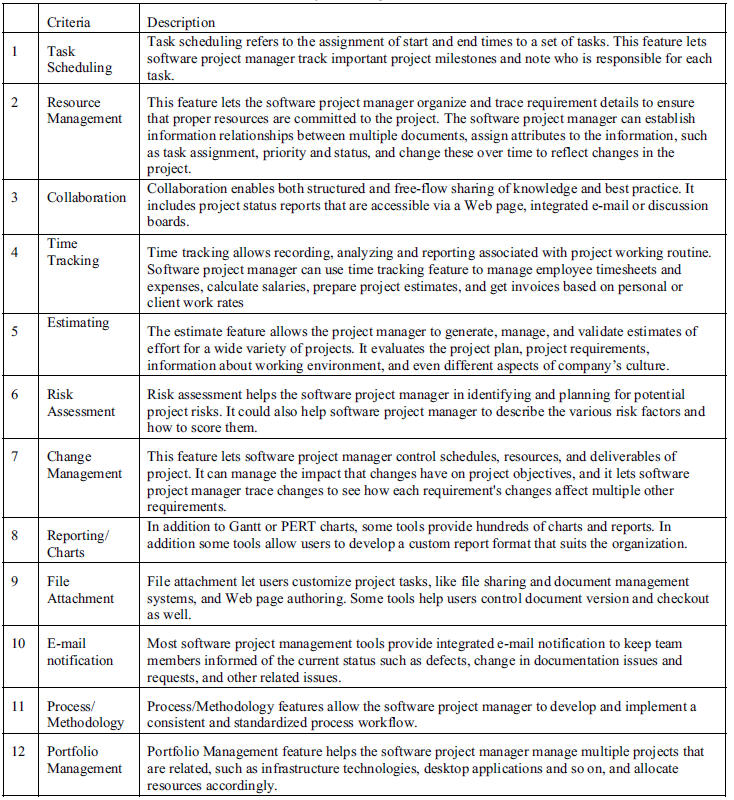 Criteria Description
1 Task Scheduling Task scheduling refers to the assignment of start and end times to a set of tasks. This feature lets
software project manager track important project milestones and note who is responsible for each
task.
2 Resource Management This feature lets the software project manager organize and trace requirement details to ensure
that proper resources are committed to the project. The software project manager can establish
information relationships between multiple documents, assign attributes to the information, such
as task assignment, priority and status, and change these over time to reflect changes in the
project.
3 Collaboration Collaboration enables both structured and free-flow sharing of knowledge and best practice. It
includes project status reports that are accessible via a Web page, integrated e-mail or discussion
boards.
4 Time Tracking Time tracking allows recording, analyzing and reporting associated with project working routine.
Software project manager can use time tracking feature to manage employee timesheets and
expenses, calculate salaries, prepare project estimates, and get invoices based on personal or
client work rates
5 Estimating The estimate feature allows the project manager to generate, manage, and validate estimates of
effort for a wide variety of projects. It evaluates the project plan, project requirements,
information about working environment, and even different aspects of company's culture.
6 Risk Assessment Risk assessment helps the software project manager in identifying and planning for potential
project risks. It could also help software project manager to describe the various risk factors and
how to score them.
7 Change Management This feature lets software project manager control schedules, resources, and deliverables of
project. It can manage the impact that changes have on project objectives, and it lets software
project manager trace changes to see how each requirement's changes affect multiple other
requirements.
8 Reporting/ Charts In addition to Gantt or PERT charts, some tools provide hundreds of charts and reports. In
addition some tools allow users to develop a custom report format that suits the organization.
9 File Attachment File attachment let users customize project tasks, like file sharing and document management
systems, and Web page authoring. Some tools help users control document version and checkout
as well.
10 E-mail notification Most software project management tools provide integrated e-mail notification to keep team
members informed of the current status such as defects, change in documentation issues and
requests, and other related issues.
11 Process/ Methodology Process/Methodology features allow the software project manager to develop and implement a
consistent and standardized process workflow.
12 Portfolio Management Portfolio Management feature helps the software project manager manage multiple projects that
are related, such as infrastructure technologies, desktop applications and so on, and allocate
resources accordingly.